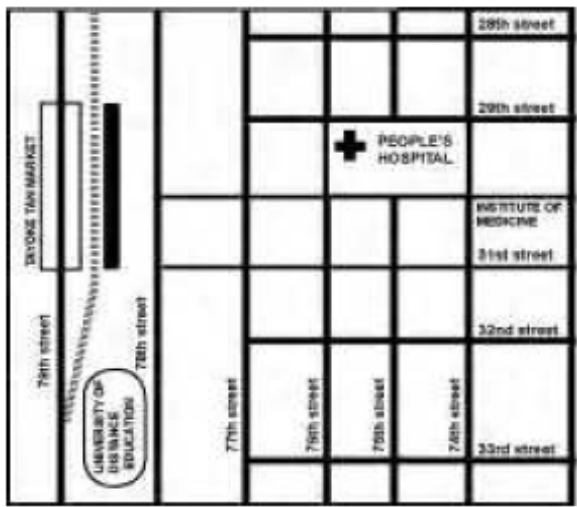 28th street
29th street
PEOPLE'S
HOSPITAL
TAYOKE TAN MARKET
INSTITUTE OF
MEDICINE
31st street
32nd street
79th street
78th street
UNIVERSITY OF
DISTANCE
EDUCATION
77th street
76th street
75th street
74th street
33rd street